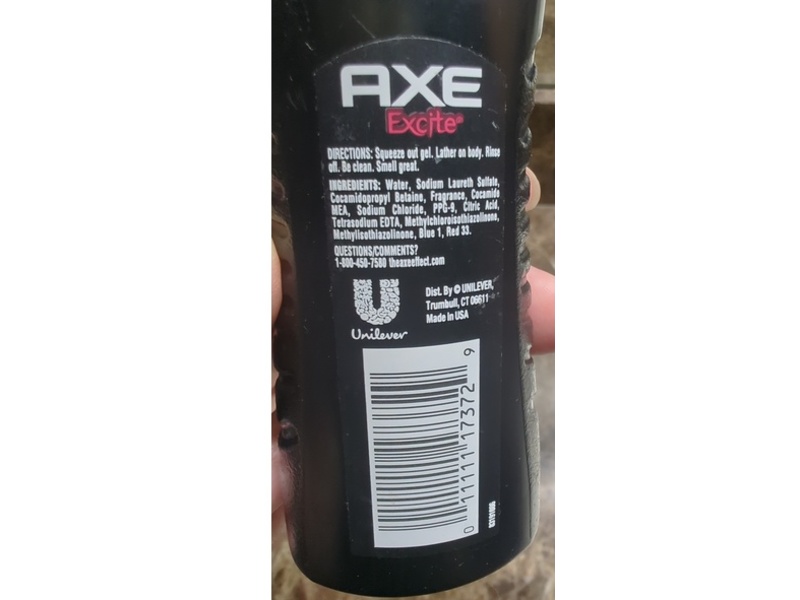 AXE
Excite®
DIRECTIONS: Squeeze out gel. Lather on body. Rinse
off. Be clean. Smell great.
INGREDIENTS: Water, Sodium Laureth Sulfate,
Cocamidopropyl Betaine, Fragrance, Cocamide
MEA, Sodium Chloride, PPG-9, Citric Acid,
Tetrasodium EDTA, Methylchloroisothiazolinone,
Methylisothiazolinone, Blue 1, Red 33.
QUESTIONS/COMMENTS?
1-800-450-7580 theaxeeffect.com
Dist. By © UNILEVER,
Trumbull, CT 06611
Made in USA
Unilever
0 11111 17372 9